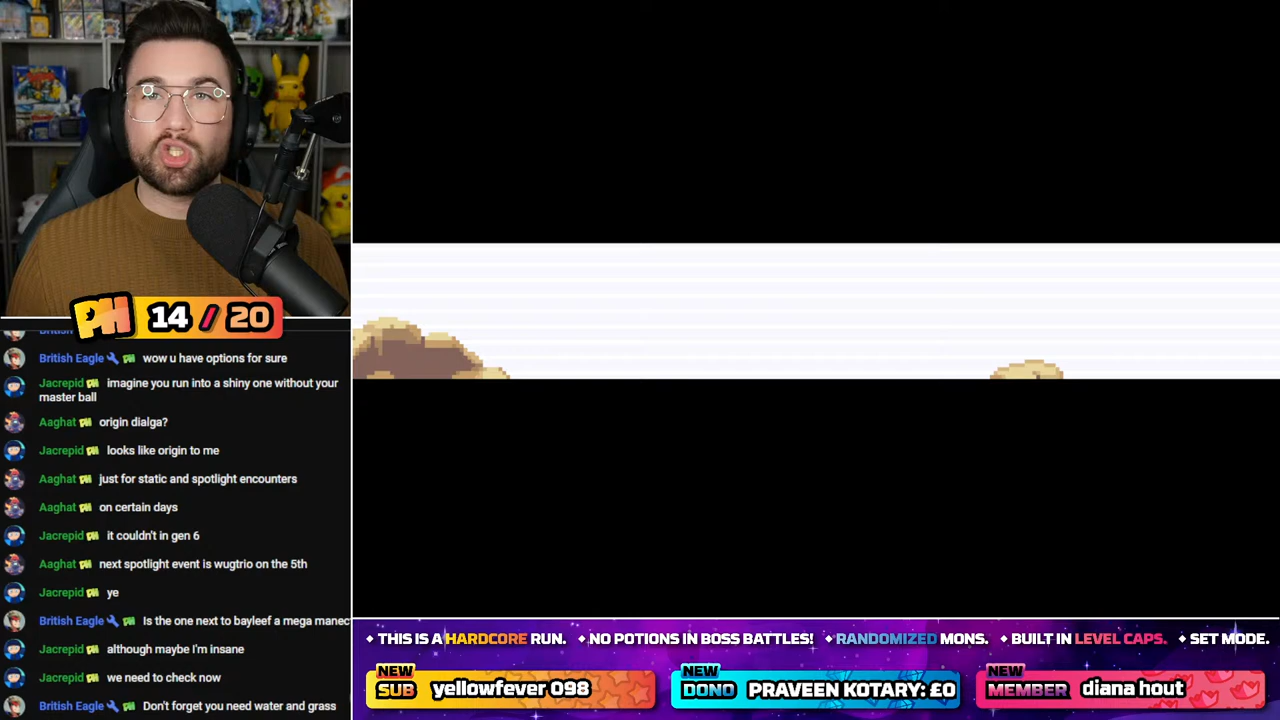 PH 14 / 20
British Eagle wow u have options for sure
Jacrepid imagine you run into a shiny one without your
master ball
Aaghat origin dialga?
Jacrepid looks like origin to me
Aaghat just for static and spotlight encounters
Aaghat on certain days
Jacrepid it couldn't in gen 6
Aaghat next spotlight event is wugtrio on the 5th
Jacrepid ye
British Eagle Is the one next to bayleef a mega manec
Jacrepid although maybe I'm insane
Jacrepid we need to check now
British Eagle Don't forget you need water and grass
THIS IS A HARDCORE RUN. NO POTIONS IN BOSS BATTLES! RANDOMIZED MONS. BUILT IN LEVEL CAPS. SET MODE.
NEW SUB yellowfever 098
NEW DONO PRAVEEN KOTARY: £0
NEW MEMBER diana hout